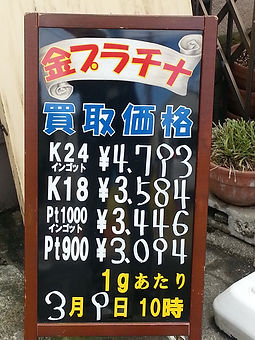 金プラチナ
買取価格
K24 ¥4.793
インゴット
K18 ¥3.584
Pt1000 ¥3.446
インゴット
Pt900 ¥3.094
1gあたり
3月9日10時